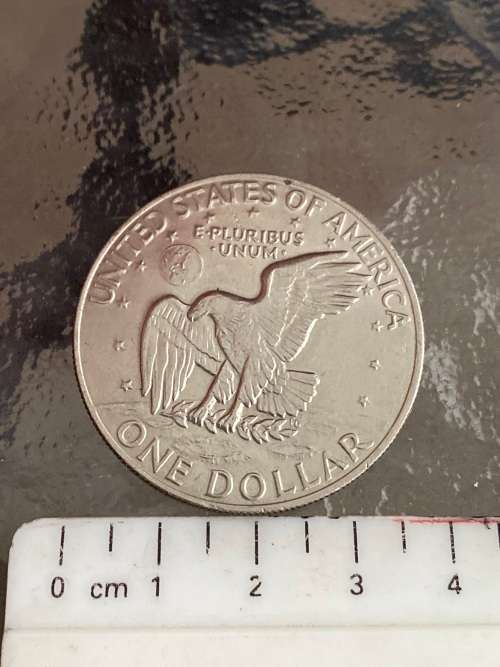 UNITED STATES OF AMERICA
E·PLURIBUS
·UNUM·
ONE DOLLAR
0 cm 1 2 3 4